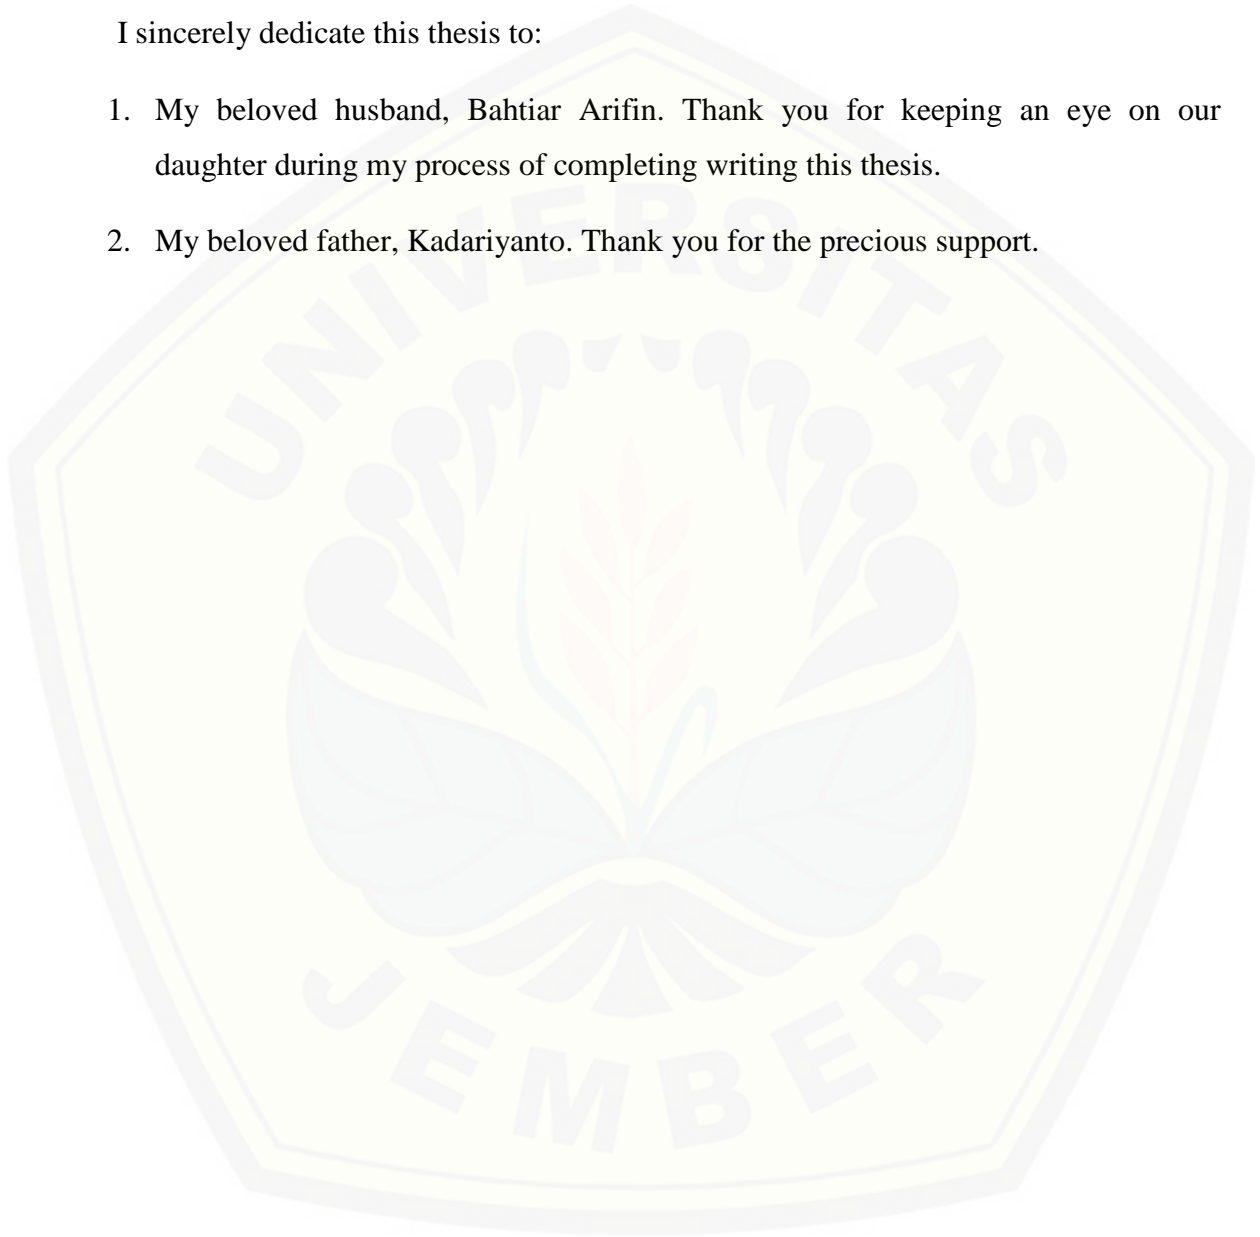 I sincerely dedicate this thesis to:
1. My beloved husband, Bahtiar Arifin. Thank you for keeping an eye on our
daughter during my process of completing writing this thesis.
2. My beloved father, Kadariyanto. Thank you for the precious support.
UNIVERSITAS
JEMBER